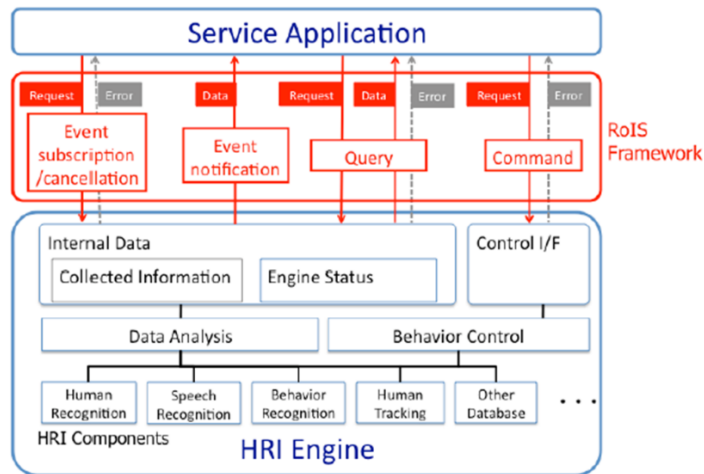 Service Application
Request
Error
Data
Request
Data
Error
Request
Error
Event
subscription
/cancellation
Event
notification
Query
Command
RoIS
Framework
Internal Data
Collected Information
Engine Status
Control I/F
Data Analysis
Behavior Control
Human
Recognition
Speech
Recognition
Behavior
Recognition
Human
Tracking
Other
Database
. . .
HRI Components
HRI Engine